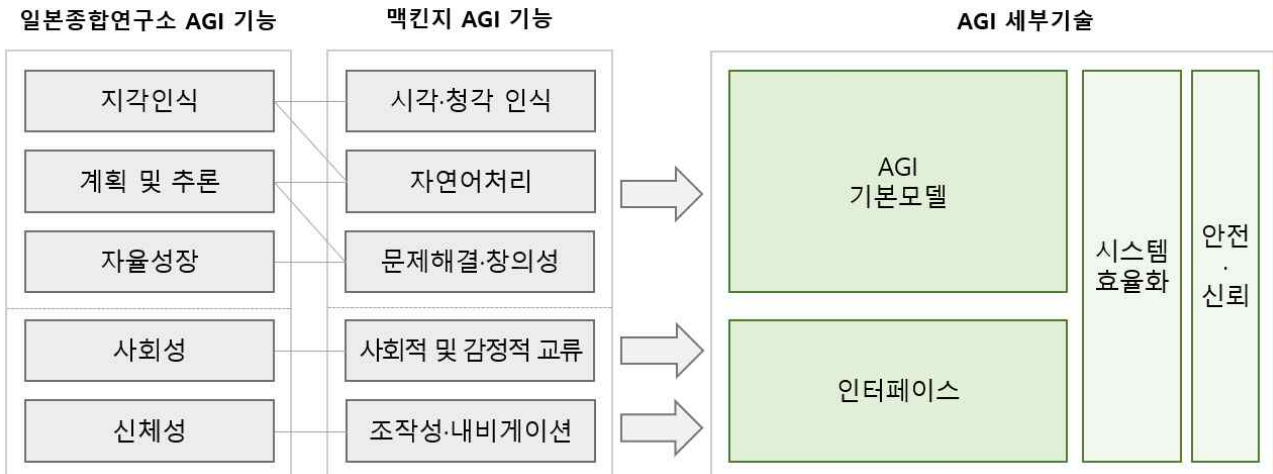 일본종합연구소 AGI 기능
맥킨지 AGI 기능
AGI 세부기술
지각인식
계획 및 추론
자율성장
사회성
신체성
시각·청각 인식
자연어처리
문제해결·창의성
사회적 및 감정적 교류
조작성·내비게이션
AGI
기본모델
인터페이스
시스템
효율화
안전
·
신뢰